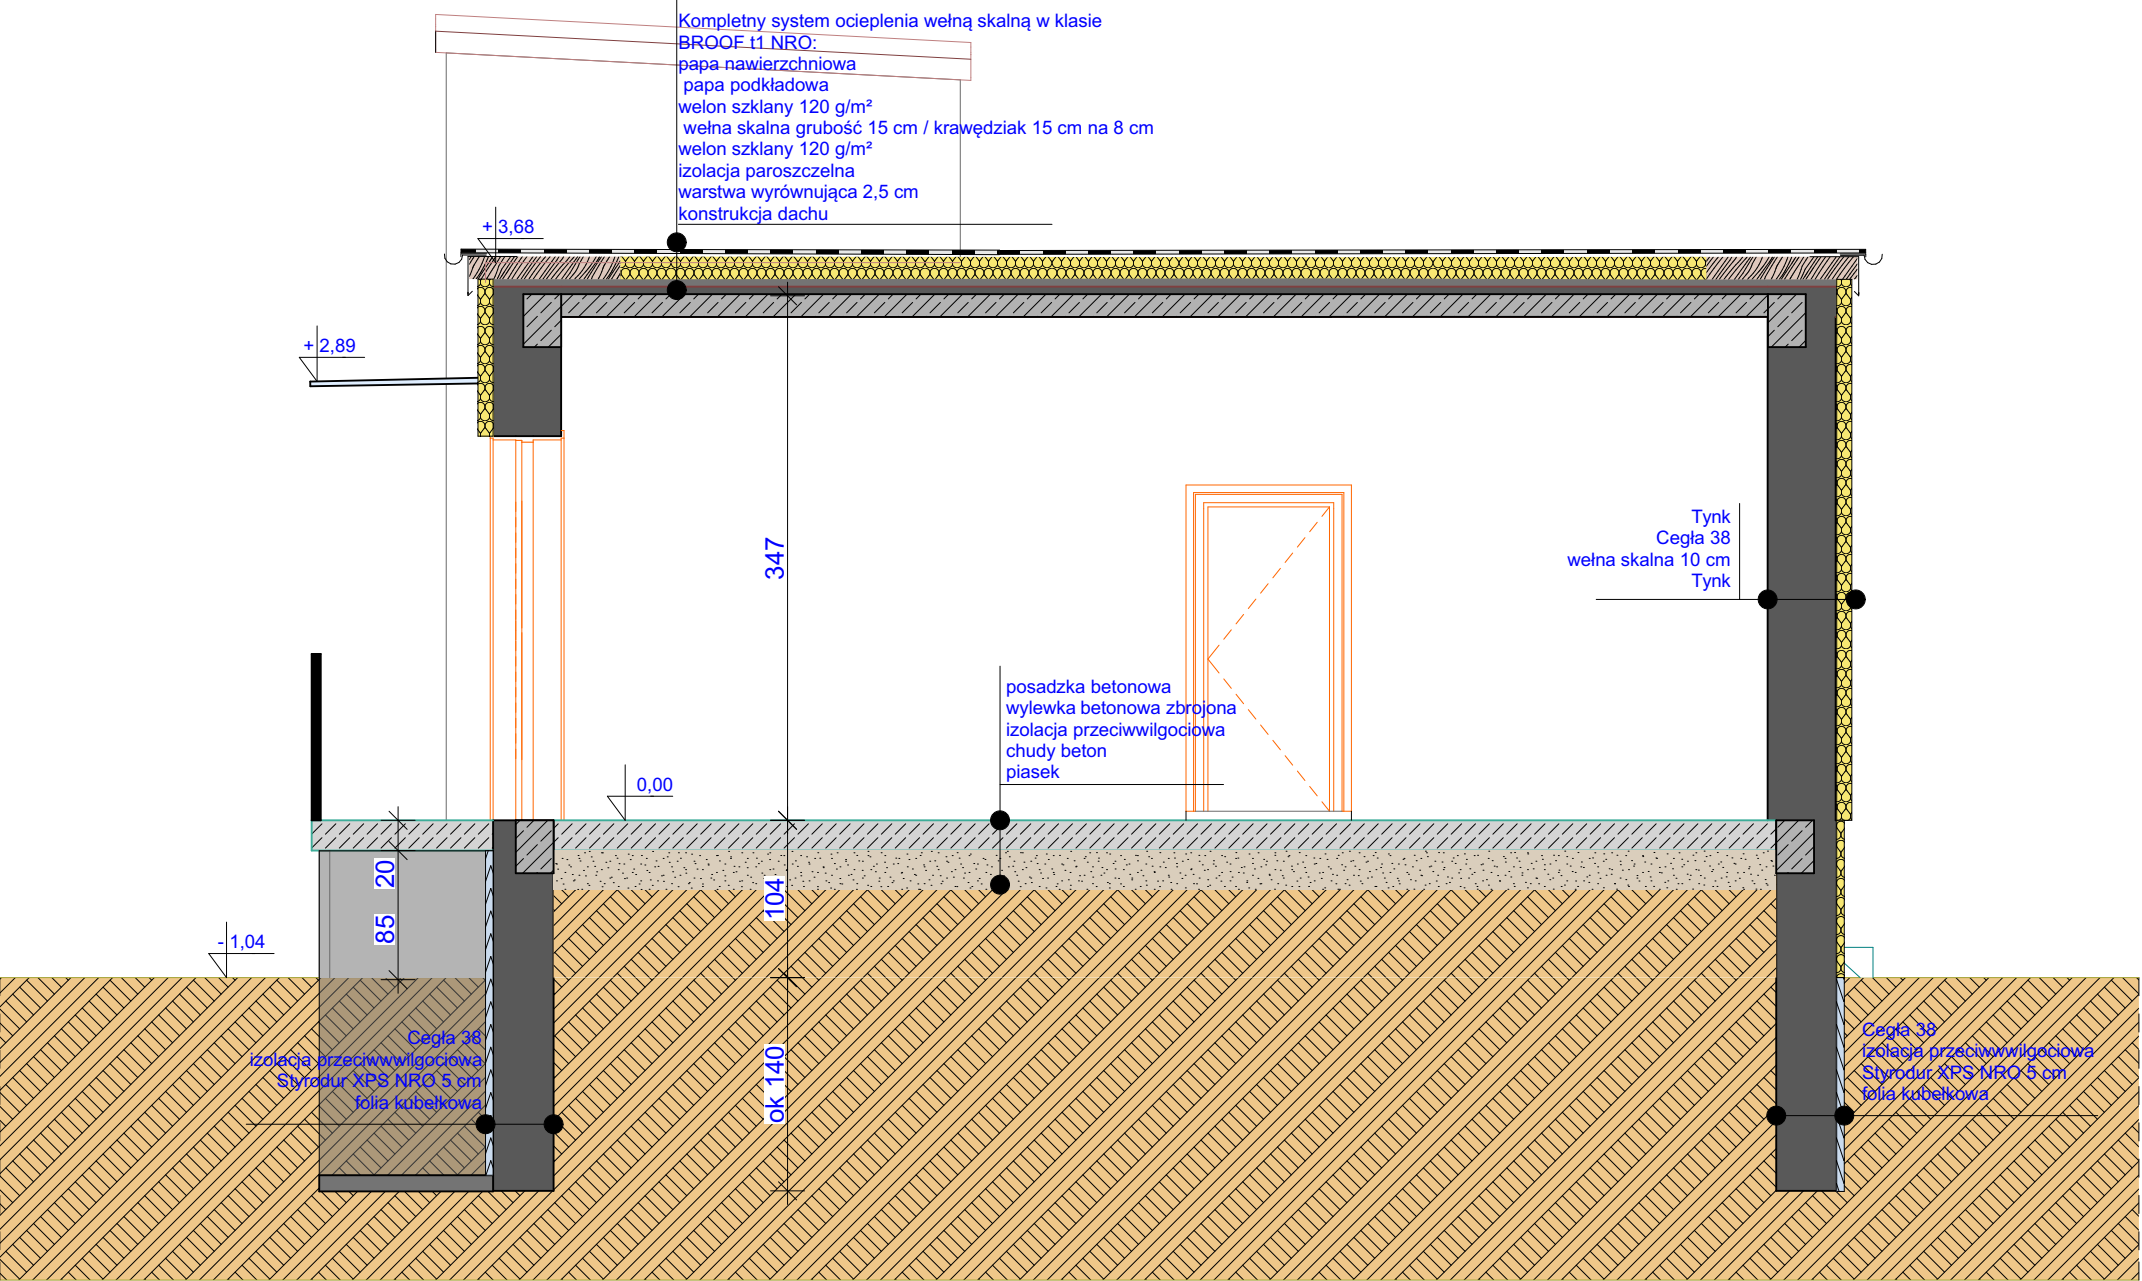 Kompletny system ocieplenia wełną skalną w klasie
BROOF t1 NRO:
papa nawierzchniowa
papa podkładowa
welon szklany 120 g/m²
wełna skalna grubość 15 cm / krawędziak 15 cm na 8 cm
welon szklany 120 g/m²
izolacja paroszczelna
warstwa wyrównująca 2,5 cm
konstrukcja dachu
+ 3,68
+ 2,89
347
Tynk
Cegła 38
wełna skalna 10 cm
Tynk
posadzka betonowa
wylewka betonowa zbrojona
izolacja przeciwwilgociowa
chudy beton
piasek
0,00
20
104
85
- 1,04
Cegła 38
izolacja przeciwwwilgociowa
Styrodur XPS NRO 5 cm
folia kubełkowa
ok 140
Cegła 38
izolacja przeciwwwilgociowa
Styrodur XPS NRO 5 cm
folia kubełkowa